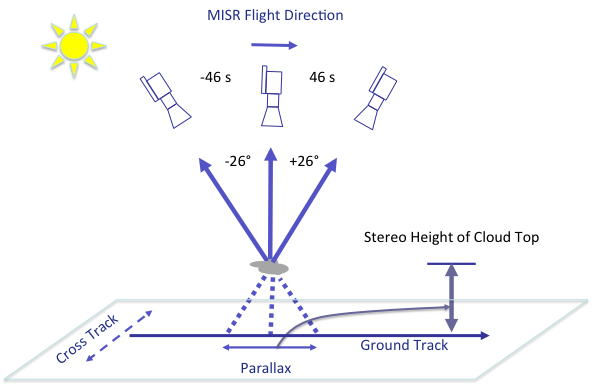 MISR Flight Direction
-46 s
46 s
-26°
+26°
Stereo Height of Cloud Top
Cross Track
Ground Track
Parallax